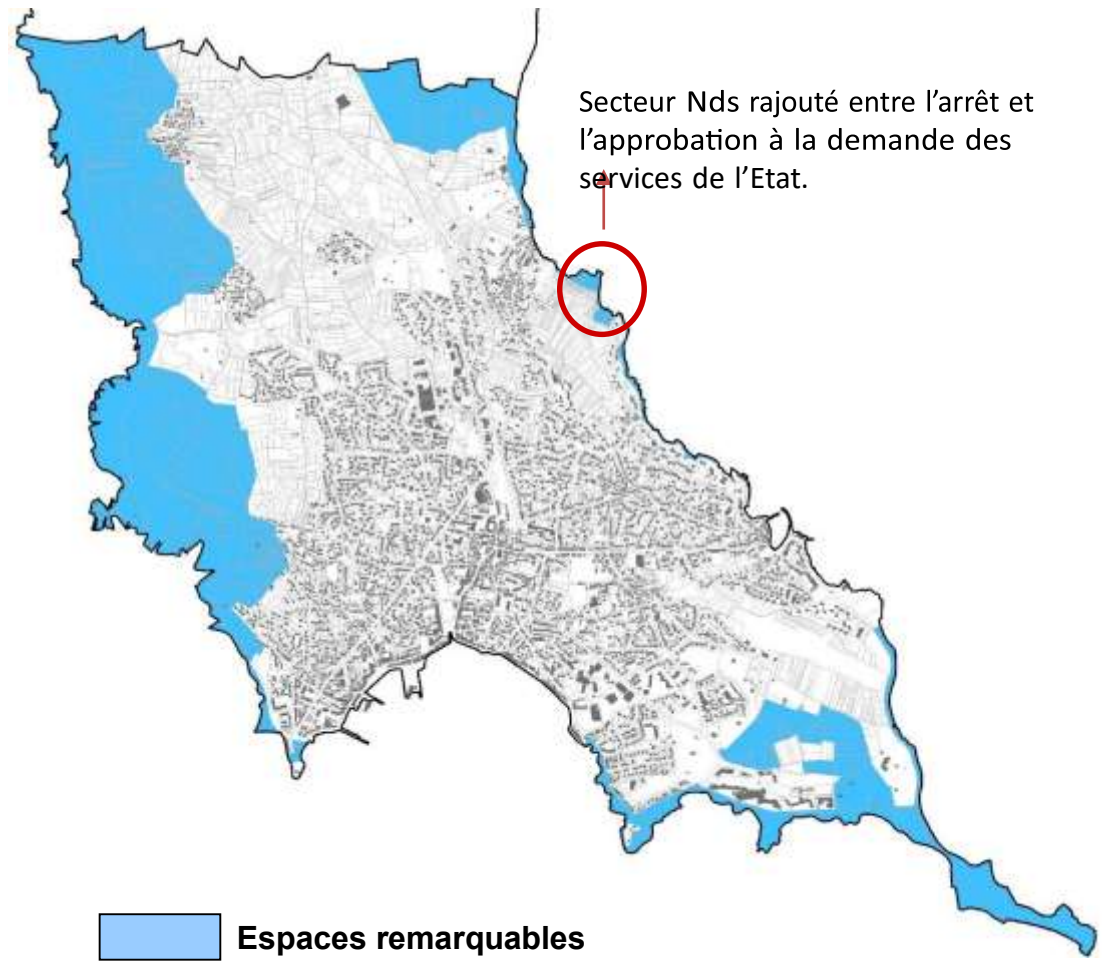 Secteur Nds rajouté entre l’arrêt et
l’approbation à la demande des
services de l’Etat.
Espaces remarquables